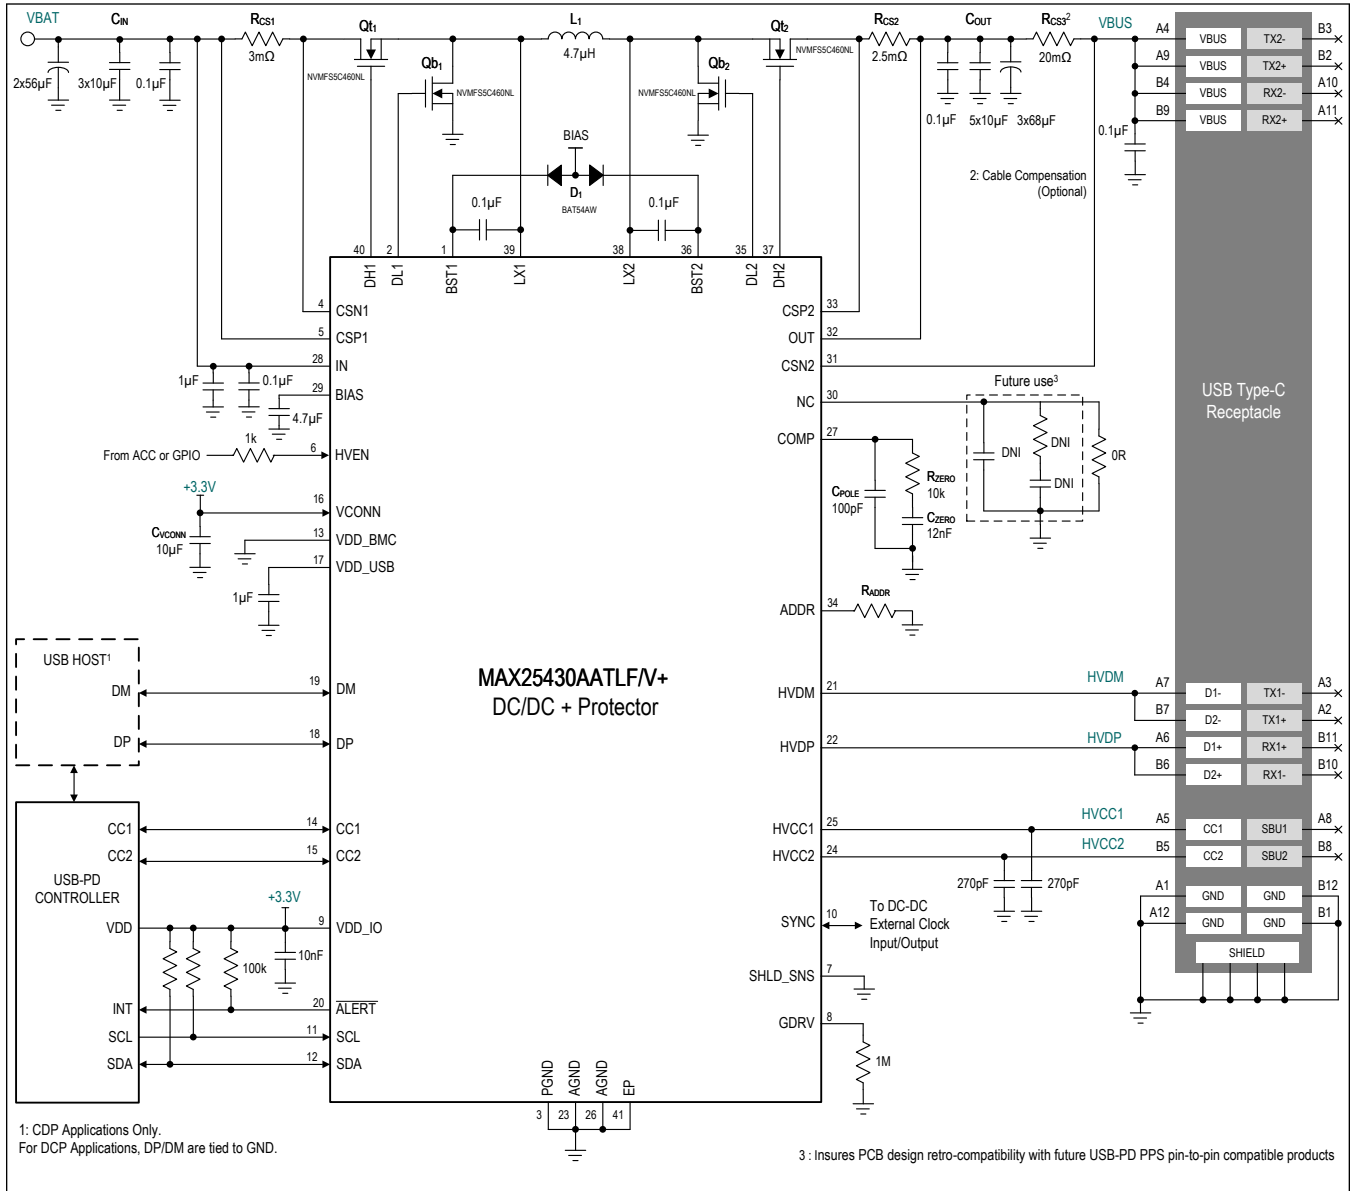 VBAT
CIN
RCS1
Qt1
L1
Qt2
RCS2
COUT
RCS3²
VBUS
2x56µF
3x10µF
0.1µF
3mΩ
NVMFS5C460NL
4.7µH
NVMFS5C460NL
2.5mΩ
20mΩ
Qb1
NVMFS5C460NL
Qb2
NVMFS5C460NL
0.1µF
5x10µF
3x68µF
0.1µF
BIAS
D1
BAT54AW
0.1µF
0.1µF
2: Cable Compensation
(Optional)
A4 VBUS TX2- B3
A9 VBUS TX2+ B2
B4 VBUS RX2- A10
B9 VBUS RX2+ A11
USB Type-C
Receptacle
40 2 1 39 38 36 35 37
DH1 DL1 BST1 LX1 LX2 BST2 DL2 DH2
4 CSN1
5 CSP1
28 IN
1µF
0.1µF
29 BIAS
4.7µF
1k
From ACC or GPIO
6 HVEN
+3.3V
16 VCONN
CVCONN
10µF
13 VDD_BMC
17 VDD_USB
1µF
CSP2 33
OUT 32
CSN2 31
Future use³
NC 30
COMP 27
DNI
DNI
DNI
0R
CPOLE
100pF
RZERO
10k
CZERO
12nF
RADDR
ADDR 34
MAX25430AATLF/V+
DC/DC + Protector
USB HOST¹
DM
19 DM
DP
18 DP
USB-PD
CONTROLLER
CC1
14 CC1
CC2
15 CC2
+3.3V
VDD
9 VDD_IO
10nF
100k
INT
20 ALERT
SCL
11 SCL
SDA
12 SDA
HVDM 21
HVDM
A7 D1- TX1- A3
B7 D2- TX1+ A2
HVDP 22
HVDP
A6 D1+ RX1+ B11
B6 D2+ RX1- B10
HVCC1 25
HVCC1
A5 CC1 SBU1 A8
HVCC2 24
HVCC2
B5 CC2 SBU2 B8
270pF
270pF
A1 GND GND B12
A12 GND GND B1
SHIELD
SYNC 10
To DC-DC
External Clock
Input/Output
SHLD_SNS 7
GDRV 8
1M
PGND AGND AGND EP
3 23 26 41
1: CDP Applications Only.
For DCP Applications, DP/DM are tied to GND.
3 : Insures PCB design retro-compatibility with future USB-PD PPS pin-to-pin compatible products